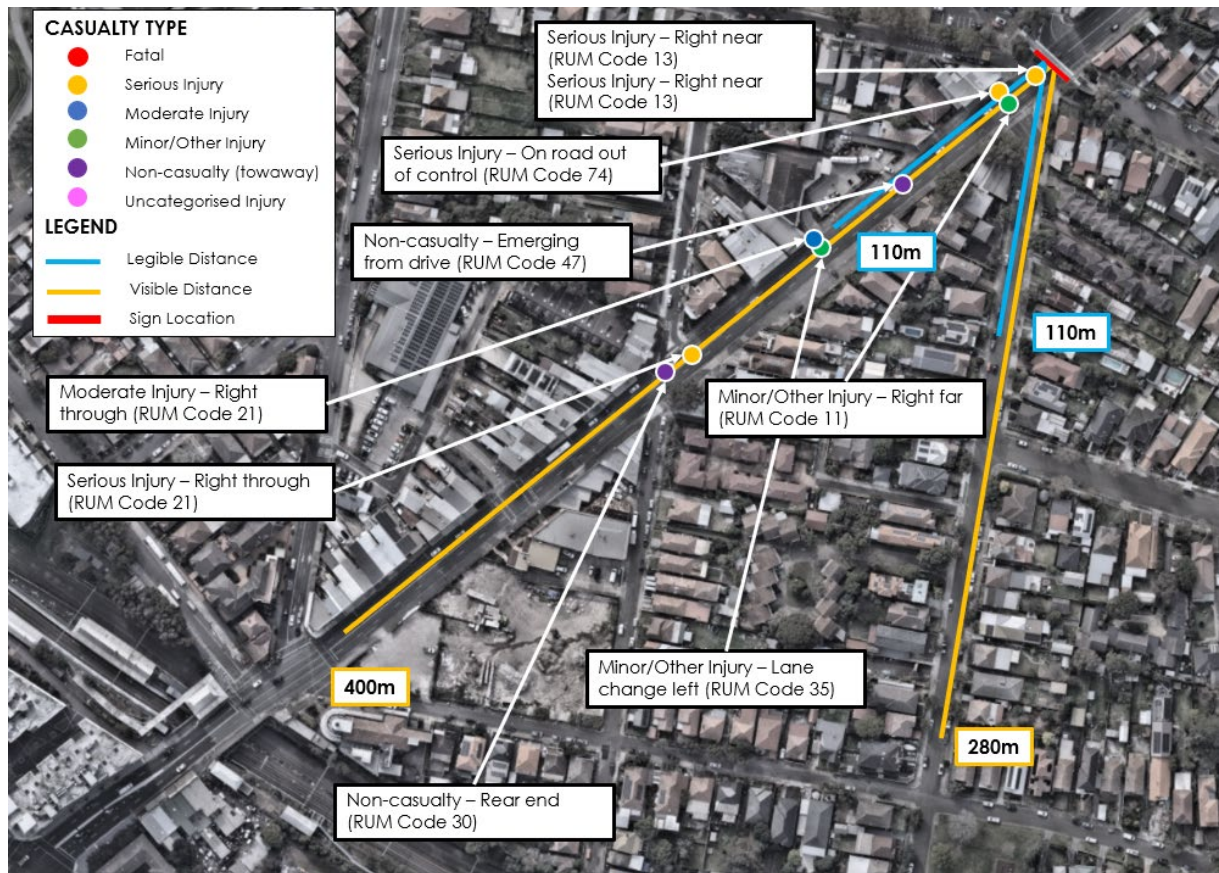 CASUALTY TYPE
Fatal
Serious Injury
Moderate Injury
Minor/Other Injury
Non-casualty (towaway)
Uncategorised Injury
LEGEND
Legible Distance
Visible Distance
Sign Location
Serious Injury – Right near
(RUM Code 13)
Serious Injury – Right near
(RUM Code 13)
Serious Injury – On road out
of control (RUM Code 74)
Non-casualty – Emerging
from drive (RUM Code 47)
110m
110m
Moderate Injury – Right
through (RUM Code 21)
Minor/Other Injury – Right far
(RUM Code 11)
Serious Injury – Right through
(RUM Code 21)
Minor/Other Injury – Lane
change left (RUM Code 35)
400m
280m
Non-casualty – Rear end
(RUM Code 30)